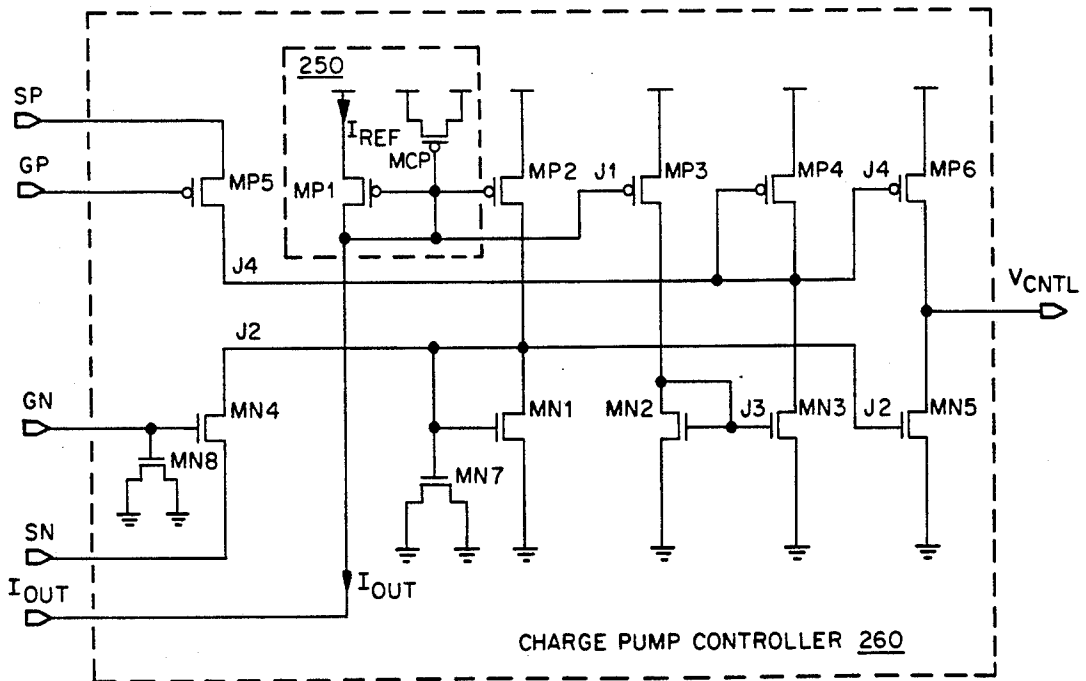 250
SP
I_REF
GP
MCP
MP5
MP1
MP2
J1
MP3
MP4
J4
MP6
J4
V_CNTL
J2
GN
MN4
MN1
MN2
J3
MN3
J2
MN5
MN8
MN7
SN
I_OUT
I_OUT
CHARGE PUMP CONTROLLER 260